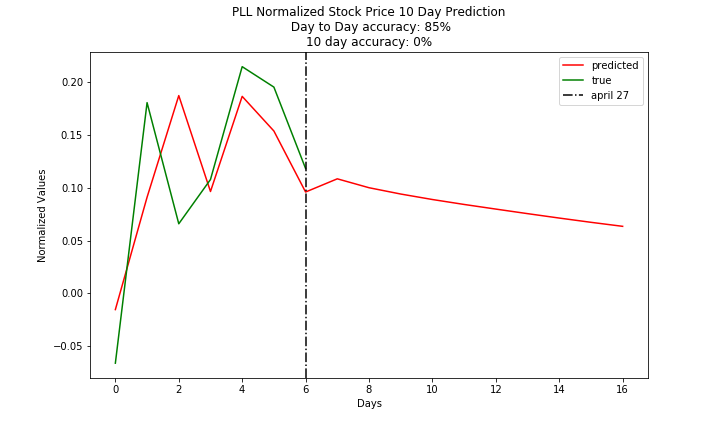 PLL Normalized Stock Price 10 Day Prediction
Day to Day accuracy: 85%
10 day accuracy: 0%
predicted
true
april 27
Normalized Values
0.20
0.15
0.10
0.05
0.00
−0.05
0 2 4 6 8 10 12 14 16
Days